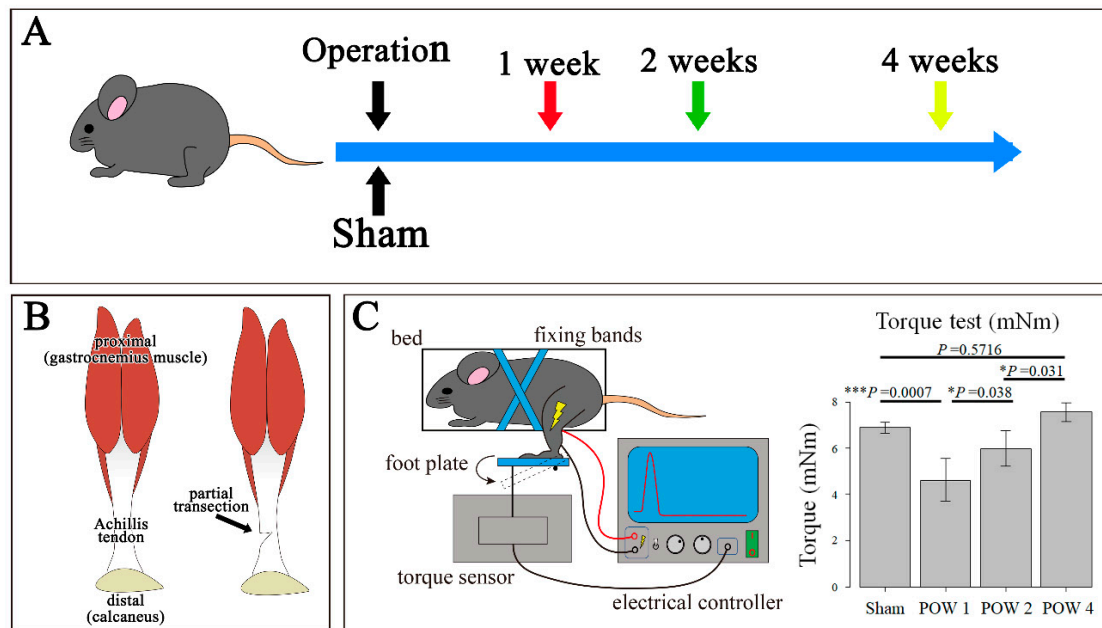 A
Operation
1 week
2 weeks
4 weeks
Sham
B
proximal
(gastrocnemius muscle)
partial
transection
Achillis
tendon
distal
(calcaneus)
C
bed
fixing bands
foot plate
torque sensor
electrical controller
Torque test (mNm)
P=0.5716
*P=0.031
***P=0.0007
*P=0.038
Torque (mNm)
8
6
4
2
0
Sham
POW 1
POW 2
POW 4